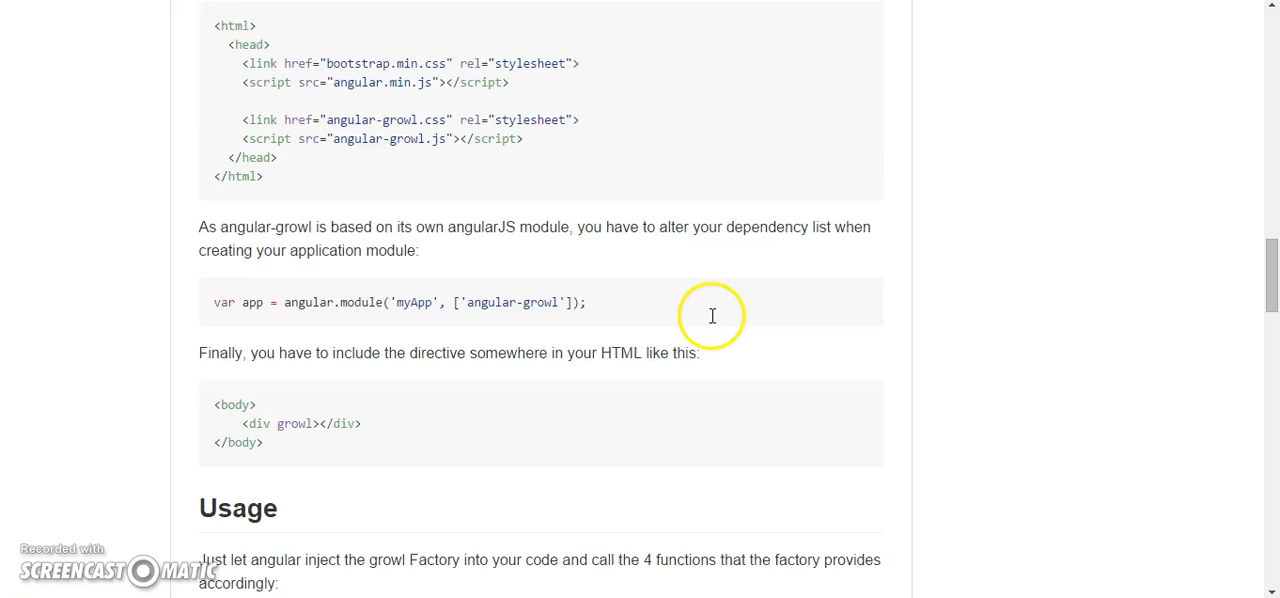 <html>
<head>
<link href="bootstrap.min.css" rel="stylesheet">
<script src="angular.min.js"></script>
<link href="angular-growl.css" rel="stylesheet">
<script src="angular-growl.js"></script>
</head>
</html>
As angular-growl is based on its own angularJS module, you have to alter your dependency list when
creating your application module:
var app = angular.module('myApp', ['angular-growl']);
Finally, you have to include the directive somewhere in your HTML like this:
<body>
<div growl></div>
</body>
Usage
Just let angular inject the growl Factory into your code and call the 4 functions that the factory provides
accordingly:
Recorded with
SCREENCAST-O-MATIC